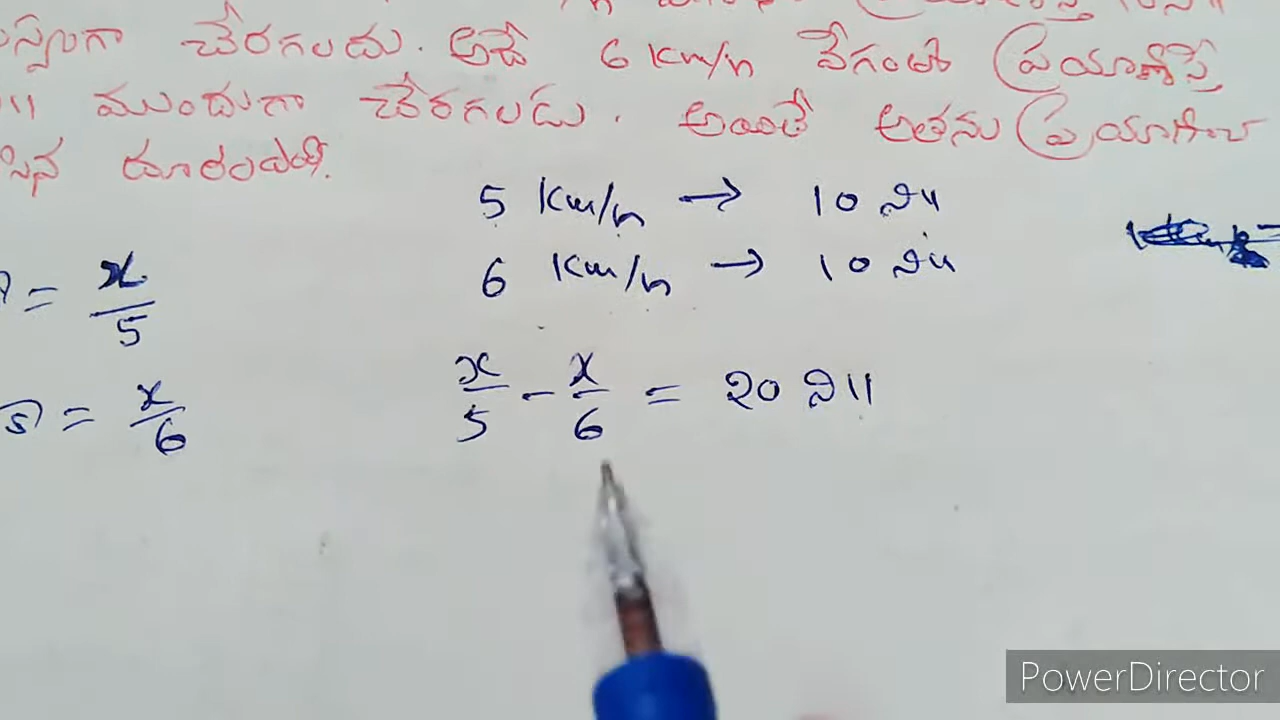 చేరగలదు. అదే 6 Km/h వేగంతో ప్రయాణిస్తే
ముందుగా చేరగలడు. అయితే అతను ప్రయాణించ
దూరంఎంత.
5 Km/h → 10 ని॥
6 Km/h → 10 ని॥
= x/5
x/5 - x/6 = 20 ని॥
= x/6
PowerDirector